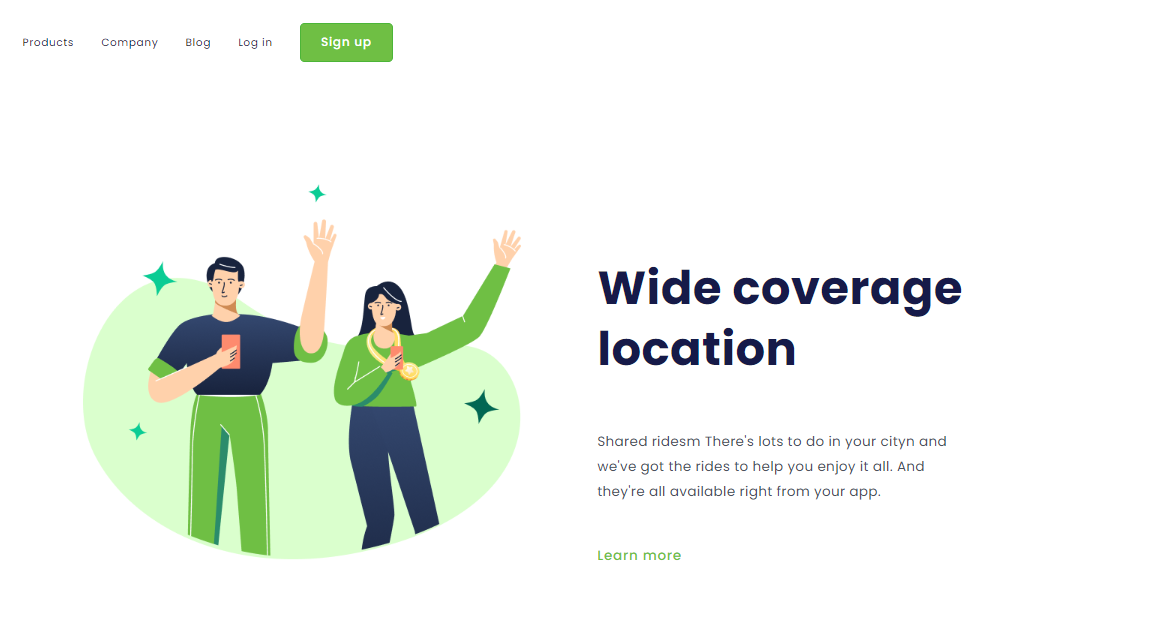 Products Company Blog Log in Sign up
Wide coverage
location
Shared ridesm There's lots to do in your cityn and
we've got the rides to help you enjoy it all. And
they're all available right from your app.
Learn more